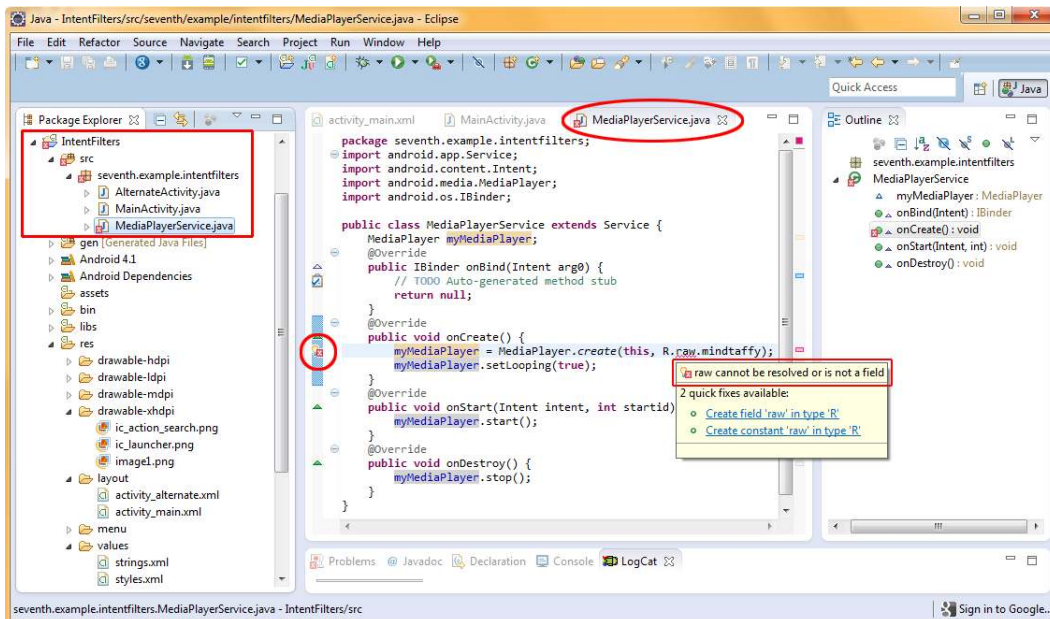 Java - IntentFilters/src/seventh/example/intentfilters/MediaPlayerService.java - Eclipse
File Edit Refactor Source Navigate Search Project Run Window Help
Quick Access
Java
Package Explorer
IntentFilters
src
seventh.example.intentfilters
AlternateActivity.java
MainActivity.java
MediaPlayerService.java
gen [Generated Java Files]
Android 4.1
Android Dependencies
assets
bin
libs
res
drawable-hdpi
drawable-ldpi
drawable-mdpi
drawable-xhdpi
ic_action_search.png
ic_launcher.png
image1.png
layout
activity_alternate.xml
activity_main.xml
menu
values
strings.xml
styles.xml
activity_main.xml MainActivity.java MediaPlayerService.java
package seventh.example.intentfilters;
import android.app.Service;
import android.content.Intent;
import android.media.MediaPlayer;
import android.os.IBinder;
public class MediaPlayerService extends Service {
MediaPlayer myMediaPlayer;
@Override
public IBinder onBind(Intent arg0) {
// TODO Auto-generated method stub
return null;
}
@Override
public void onCreate() {
myMediaPlayer = MediaPlayer.create(this, R.raw.mindtaffy);
myMediaPlayer.setLooping(true);
}
@Override
public void onStart(Intent intent, int startid)
myMediaPlayer.start();
}
@Override
public void onDestroy() {
myMediaPlayer.stop();
}
}
raw cannot be resolved or is not a field
2 quick fixes available:
Create field 'raw' in type 'R'
Create constant 'raw' in type 'R'
Outline
seventh.example.intentfilters
MediaPlayerService
myMediaPlayer : MediaPlayer
onBind(Intent) : IBinder
onCreate() : void
onStart(Intent, int) : void
onDestroy() : void
Problems @ Javadoc Declaration Console LogCat
seventh.example.intentfilters.MediaPlayerService.java - IntentFilters/src
Sign in to Google...